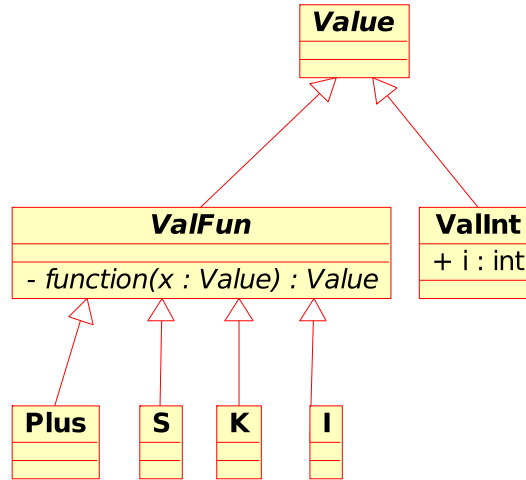 Value
ValFun
- function(x : Value) : Value
ValInt
+ i : int
Plus
S
K
I